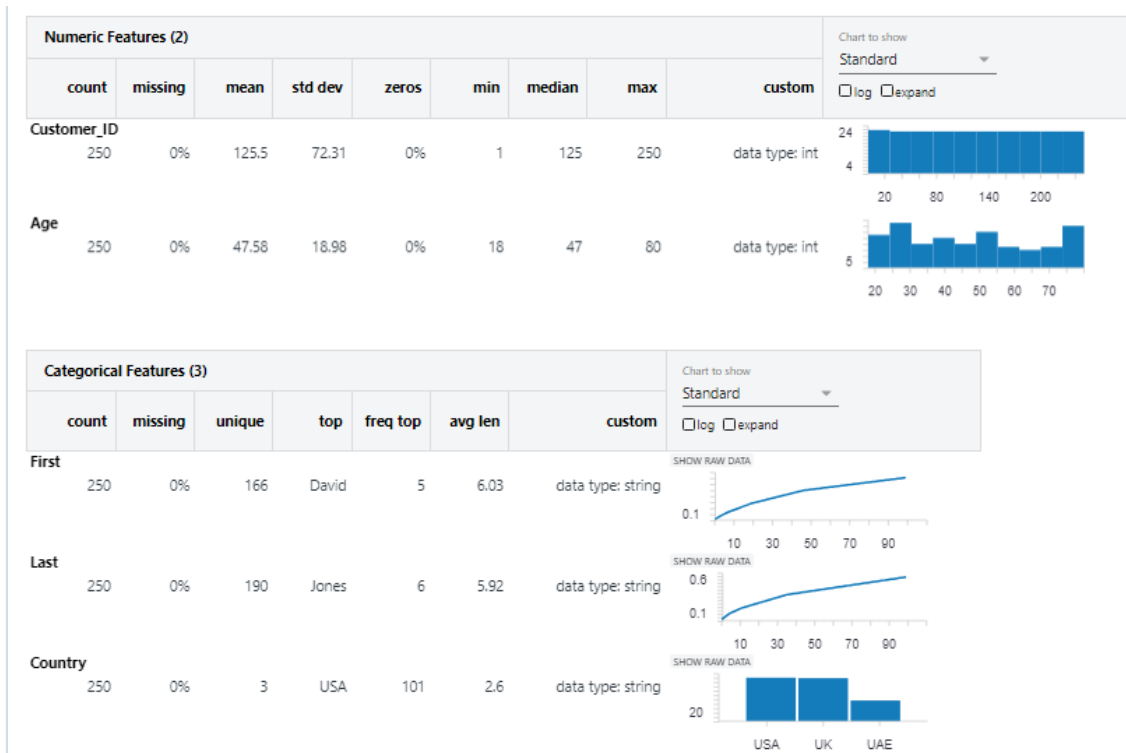 Numeric Features (2)
Chart to show
Standard
count missing mean std dev zeros min median max custom
log expand
Customer_ID
250 0% 125.5 72.31 0% 1 125 250 data type: int
24
4
20 80 140 200
Age
250 0% 47.58 18.98 0% 18 47 80 data type: int
5
20 30 40 50 60 70
Categorical Features (3)
Chart to show
Standard
count missing unique top freq top avg len custom
log expand
First
SHOW RAW DATA
250 0% 166 David 5 6.03 data type: string
0.1
10 30 50 70 90
Last
SHOW RAW DATA
250 0% 190 Jones 6 5.92 data type: string
0.6
0.1
10 30 50 70 90
Country
SHOW RAW DATA
250 0% 3 USA 101 2.6 data type: string
20
USA UK UAE